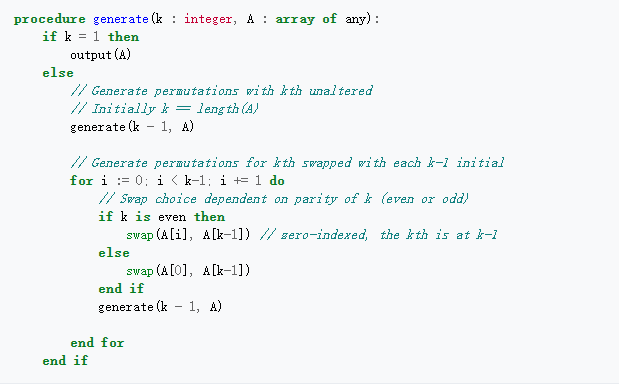 procedure generate(k : integer, A : array of any):
    if k = 1 then
        output(A)
    else
        // Generate permutations with kth unaltered
        // Initially k == length(A)
        generate(k - 1, A)

        // Generate permutations for kth swapped with each k-1 initial
        for i := 0; i < k-1; i += 1 do
            // Swap choice dependent on parity of k (even or odd)
            if k is even then
                swap(A[i], A[k-1]) // zero-indexed, the kth is at k-1
            else
                swap(A[0], A[k-1])
            end if
            generate(k - 1, A)

        end for
    end if